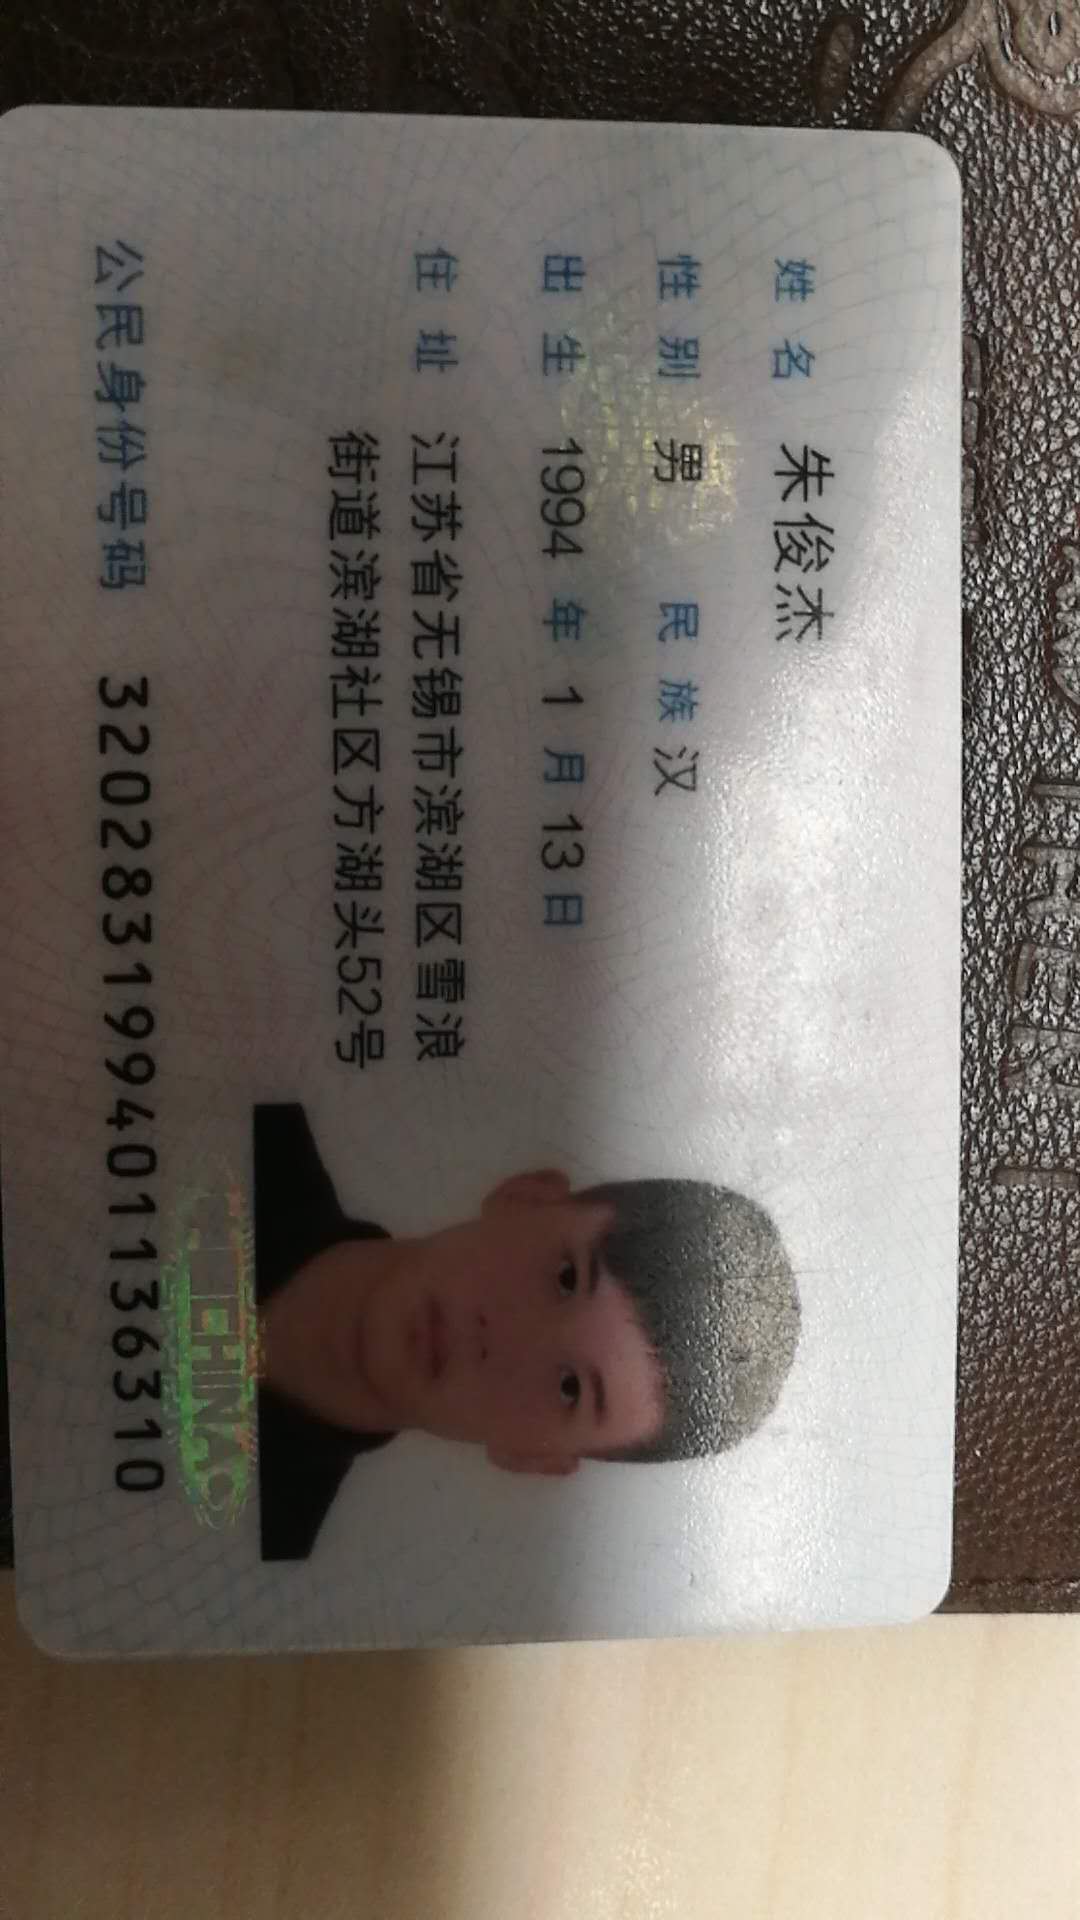 姓名 朱俊杰
性别 男 民族 汉
出生 1994 年 1 月 13 日
住址 江苏省无锡市滨湖区雪浪
街道滨湖社区方湖头52号
公民身份号码 320283199401136310
CHINA